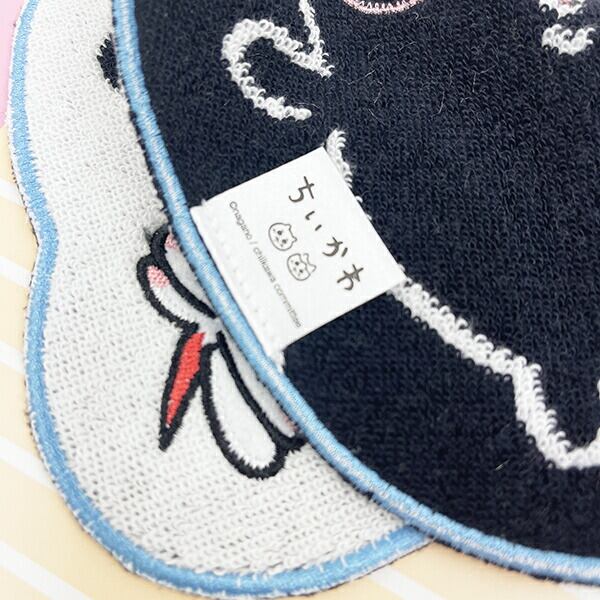 ちいかわ
©nagano / chiikawa committee